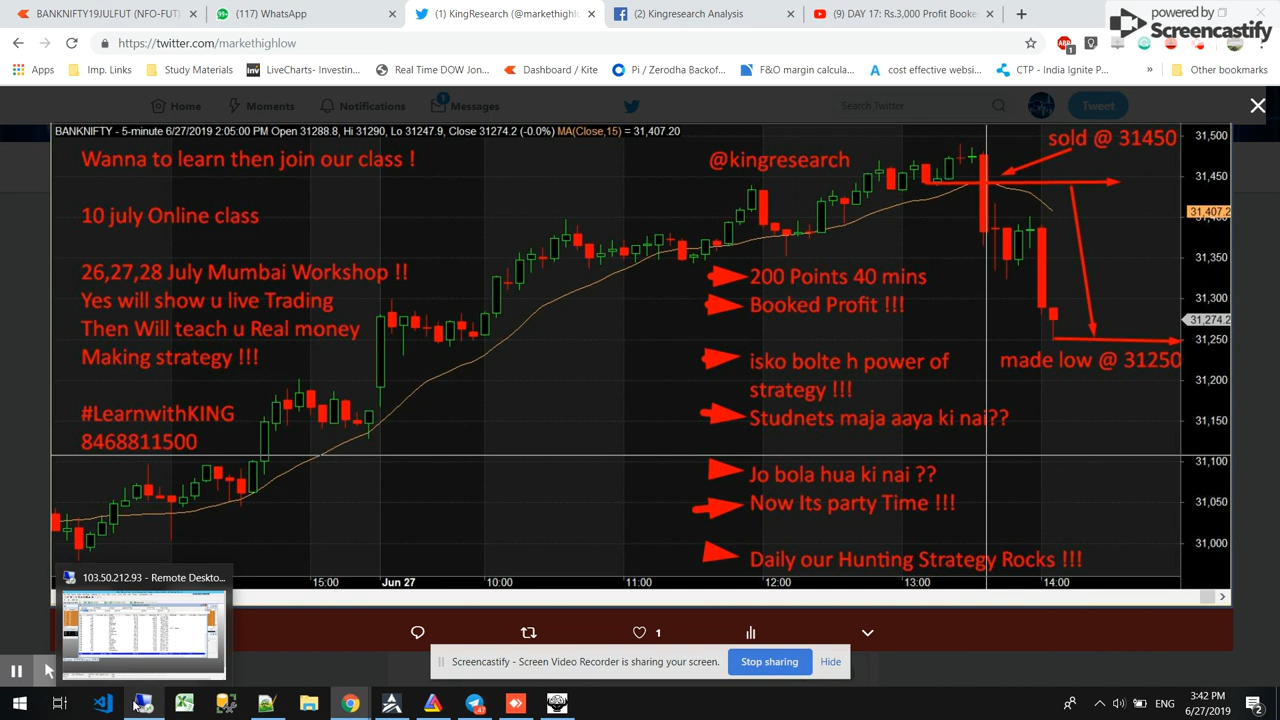 BANKNIFTY19JULFUT (NFO-FUT)
(117) WhatsApp
(1) KingResearch (@markethighlo
(2) Kingresearch Analysis
(9) DAY 17: Rs.3,000 Profit Booke
powered by
Screencastify
https://twitter.com/markethighlow
Apps
Imp. Links
Study Materials
LiveCharts - Investin...
Real Time DOW Jon...
Dashboard / Kite
Pi / Zerodha Backof...
F&O margin calcula...
cost effective websi...
CTP - India Ignite P...
»
Other bookmarks
Home
Moments
Notifications
Messages
Search Twitter
Tweet
BANKNIFTY - 5-minute 6/27/2019 2:05:00 PM Open 31288.8, Hi 31290, Lo 31247.9, Close 31274.2 (-0.0%) MA(Close,15) = 31,407.20
Wanna to learn then join our class !
10 july Online class
26,27,28 July Mumbai Workshop !!
Yes will show u live Trading
Then Will teach u Real money
Making strategy !!!
#LearnwithKING
8468811500
@kingresearch
sold @ 31450
200 Points 40 mins
Booked Profit !!!
made low @ 31250
isko bolte h power of
strategy !!!
Studnets maja aaya ki nai??
Jo bola hua ki nai ??
Now Its party Time !!!
Daily our Hunting Strategy Rocks !!!
31,500
31,450
31,407.2
31,400
31,350
31,300
31,274.2
31,250
31,200
31,150
31,100
31,050
31,000
15:00
Jun 27
10:00
11:00
12:00
13:00
14:00
103.50.212.93 - Remote Deskto...
1
Screencastify - Screen Video Recorder is sharing your screen.
Stop sharing
Hide
ENG
3:42 PM
6/27/2019